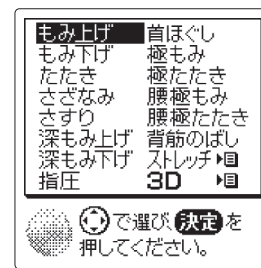 もみ上げ 首ほぐし
もみ下げ 極もみ
たたき 極たたき
さざなみ 腰極もみ
さすり 腰極たたき
深もみ上げ 背筋のばし
深もみ下げ ストレッチ
指圧 3D
で選び、決定を
押してください。